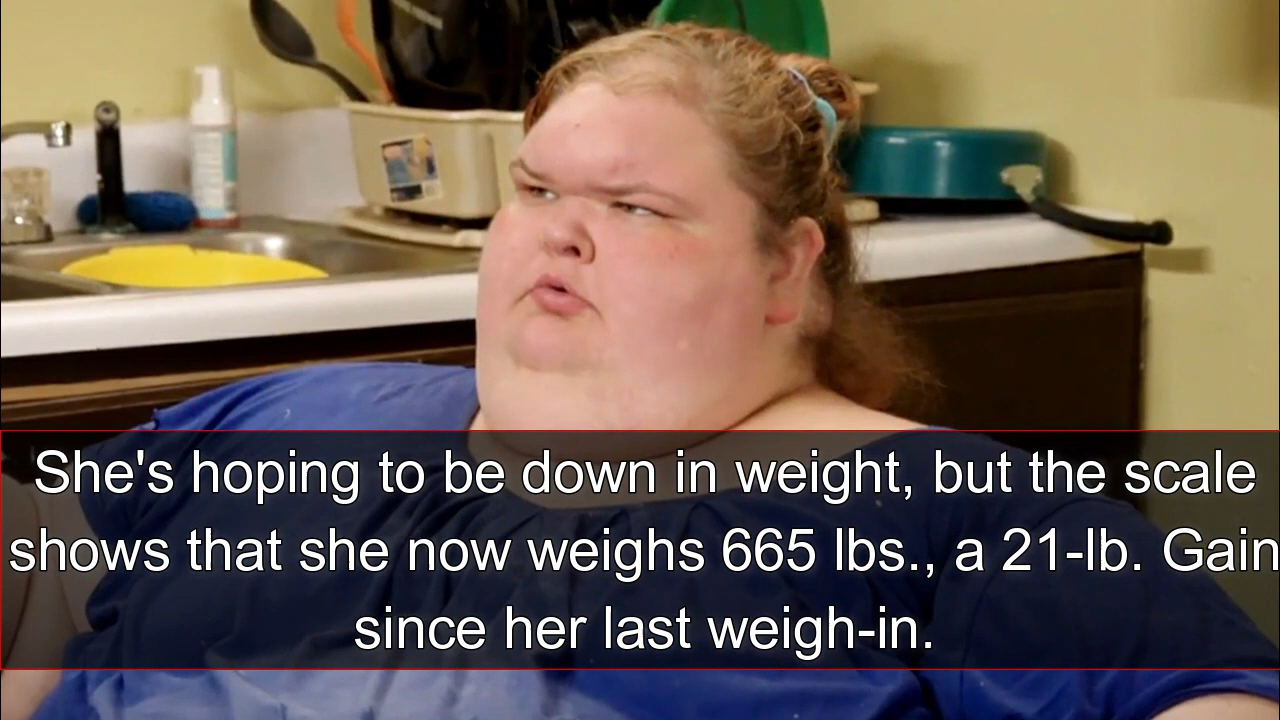 She's hoping to be down in weight, but the scale
shows that she now weighs 665 lbs., a 21-lb. Gain
since her last weigh-in.